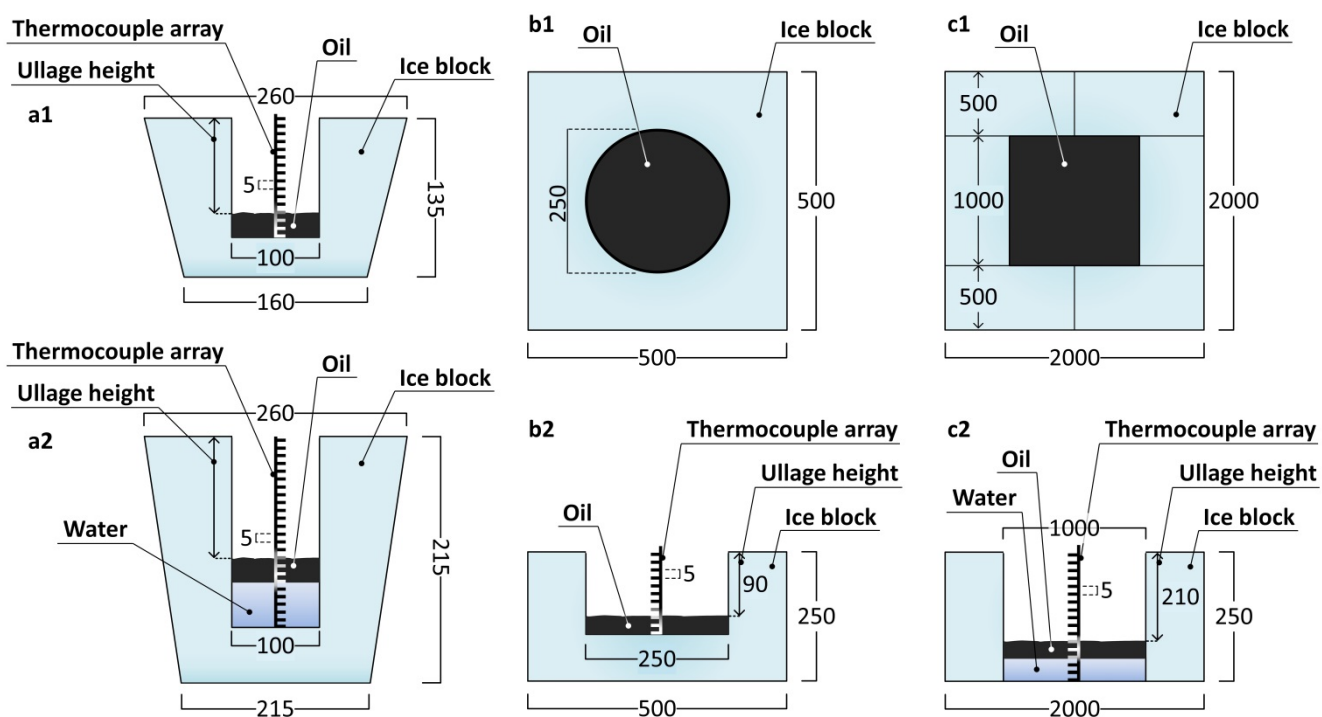 Thermocouple array
Oil
Ullage height
Ice block
260
a1
5
135
100
160
Thermocouple array
Oil
Ullage height
Ice block
260
a2
Water
5
215
100
215
b1
Oil
Ice block
250
500
500
b2
Thermocouple array
Ullage height
Oil
Ice block
5
90
250
250
500
c1
Oil
Ice block
500
1000
2000
500
2000
c2
Thermocouple array
Oil
Ullage height
Water
Ice block
1000
5
210
250
2000